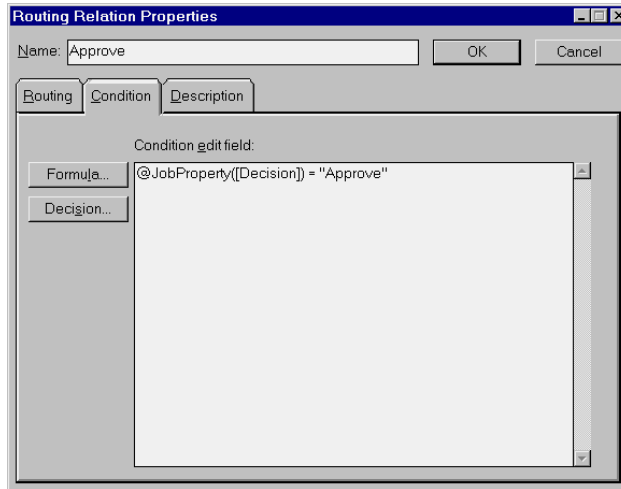 Routing Relation Properties
Name: Approve OK Cancel
Routing Condition Description
Condition edit field:
Formula... @JobProperty([Decision]) = "Approve"
Decision...